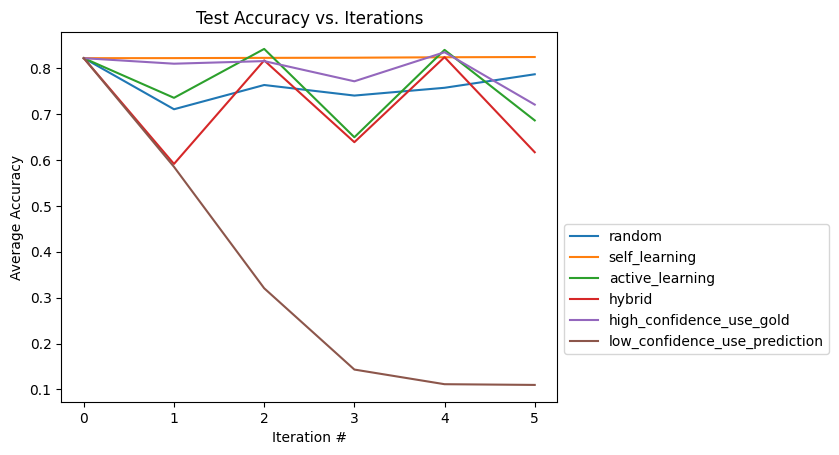 Test Accuracy vs. Iterations
Average Accuracy
0.8
0.7
0.6
0.5
0.4
0.3
0.2
0.1
0 1 2 3 4 5
Iteration #
random
self_learning
active_learning
hybrid
high_confidence_use_gold
low_confidence_use_prediction